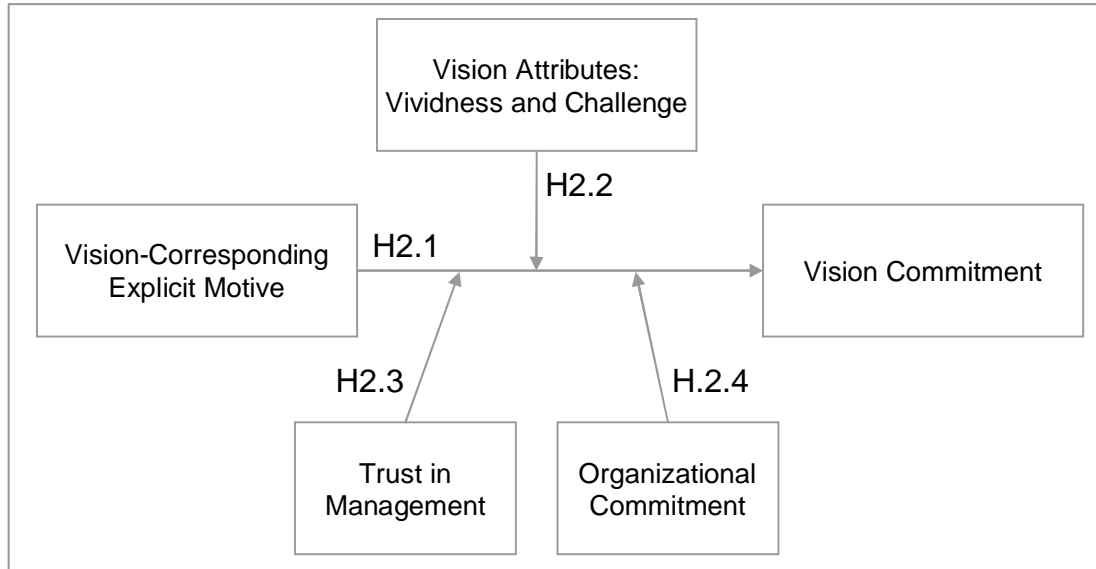 Vision Attributes:
Vividness and Challenge
H2.2
Vision-Corresponding
Explicit Motive
H2.1
Vision Commitment
H2.3
H.2.4
Trust in
Management
Organizational
Commitment